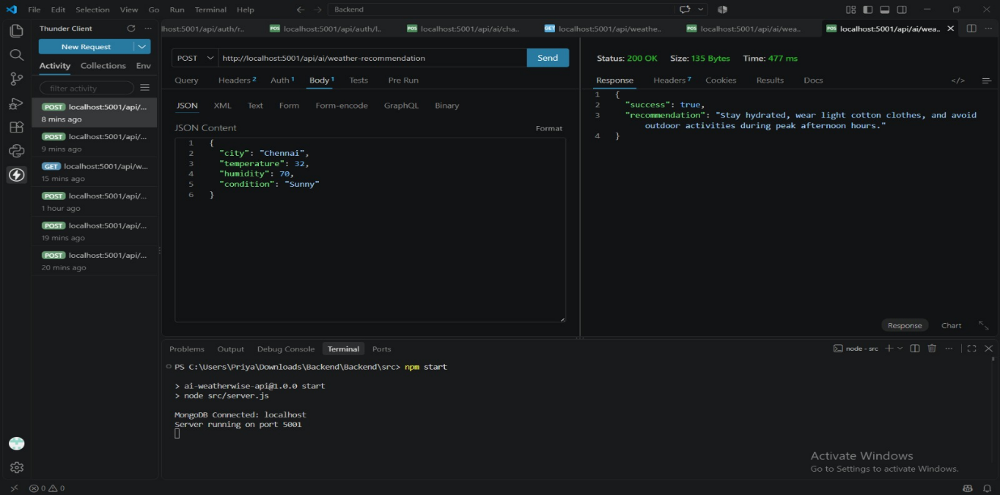 File Edit Selection View Go Run Terminal Help
Backend
Thunder Client
lhost:5001/api/auth/r..
POS localhost:5001/api/auth/l..
POS localhost:5001/api/ai/cha..
GET localhost:5001/api/weathe..
POS localhost:5001/api/ai/wea..
POS localhost:5001/api/ai/wea..
New Request
Activity Collections Env
filter activity
POST localhost:5001/api/...
8 mins ago
POST localhost:5001/api/...
9 mins ago
GET localhost:5001/api/w...
15 mins ago
POST localhost:5001/api/...
1 hour ago
POST localhost:5001/api/...
19 mins ago
POST localhost:5001/api/...
20 mins ago
POST http://localhost:5001/api/ai/weather-recommendation Send
Query Headers 2 Auth 1 Body 1 Tests Pre Run
JSON XML Text Form Form-encode GraphQL Binary
JSON Content Format
1 {
2 "city": "Chennai",
3 "temperature": 32,
4 "humidity": 70,
5 "condition": "Sunny"
6 }
Status: 200 OK Size: 135 Bytes Time: 477 ms
Response Headers 7 Cookies Results Docs </>
1 {
2 "success": true,
3 "recommendation": "Stay hydrated, wear light cotton clothes, and avoid
outdoor activities during peak afternoon hours."
4 }
Response Chart
Problems Output Debug Console Terminal Ports
node - src
PS C:\Users\Priya\Downloads\Backend\Backend\src> npm start
> ai-weatherwise-api@1.0.0 start
> node src/server.js
MongoDB Connected: localhost
Server running on port 5001
Activate Windows
Go to Settings to activate Windows.
0 0